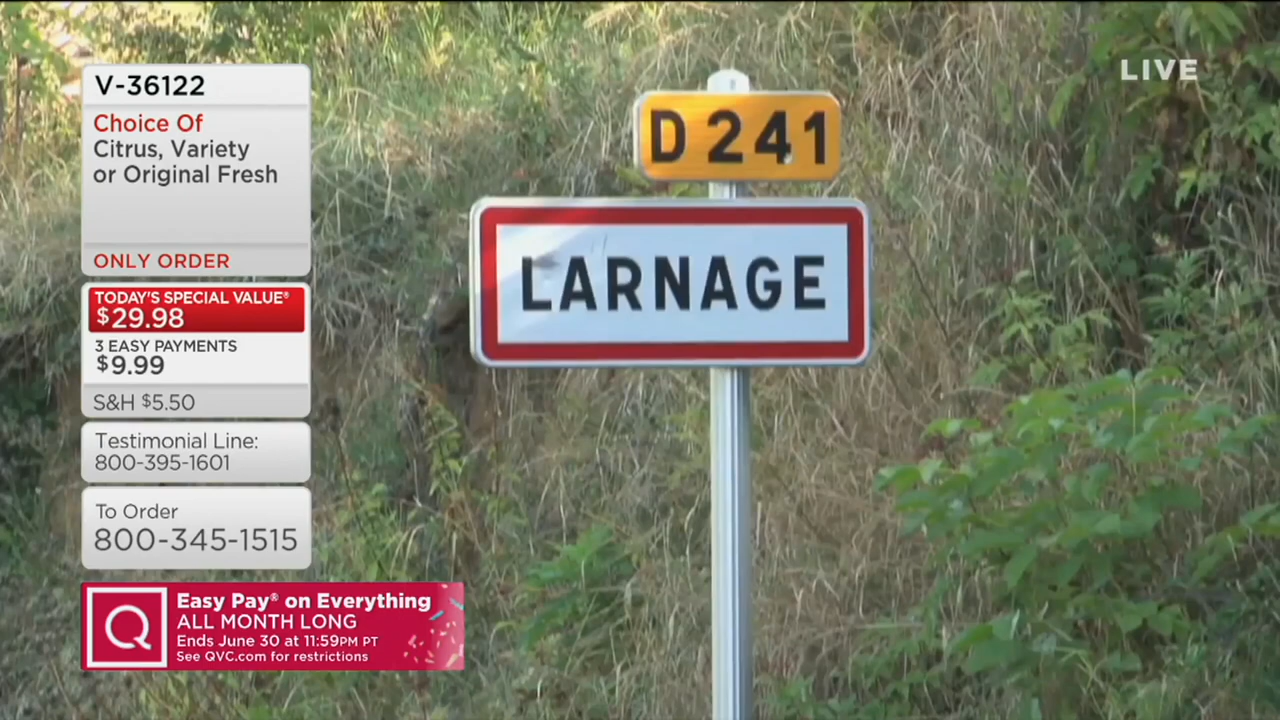 V-36122
Choice Of
Citrus, Variety
or Original Fresh
ONLY ORDER
TODAY'S SPECIAL VALUE®
$29.98
3 EASY PAYMENTS
$9.99
S&H $5.50
Testimonial Line:
800-395-1601
To Order
800-345-1515
Q
Easy Pay® on Everything
ALL MONTH LONG
Ends June 30 at 11:59PM PT
See QVC.com for restrictions
LIVE
D 241
LARNAGE